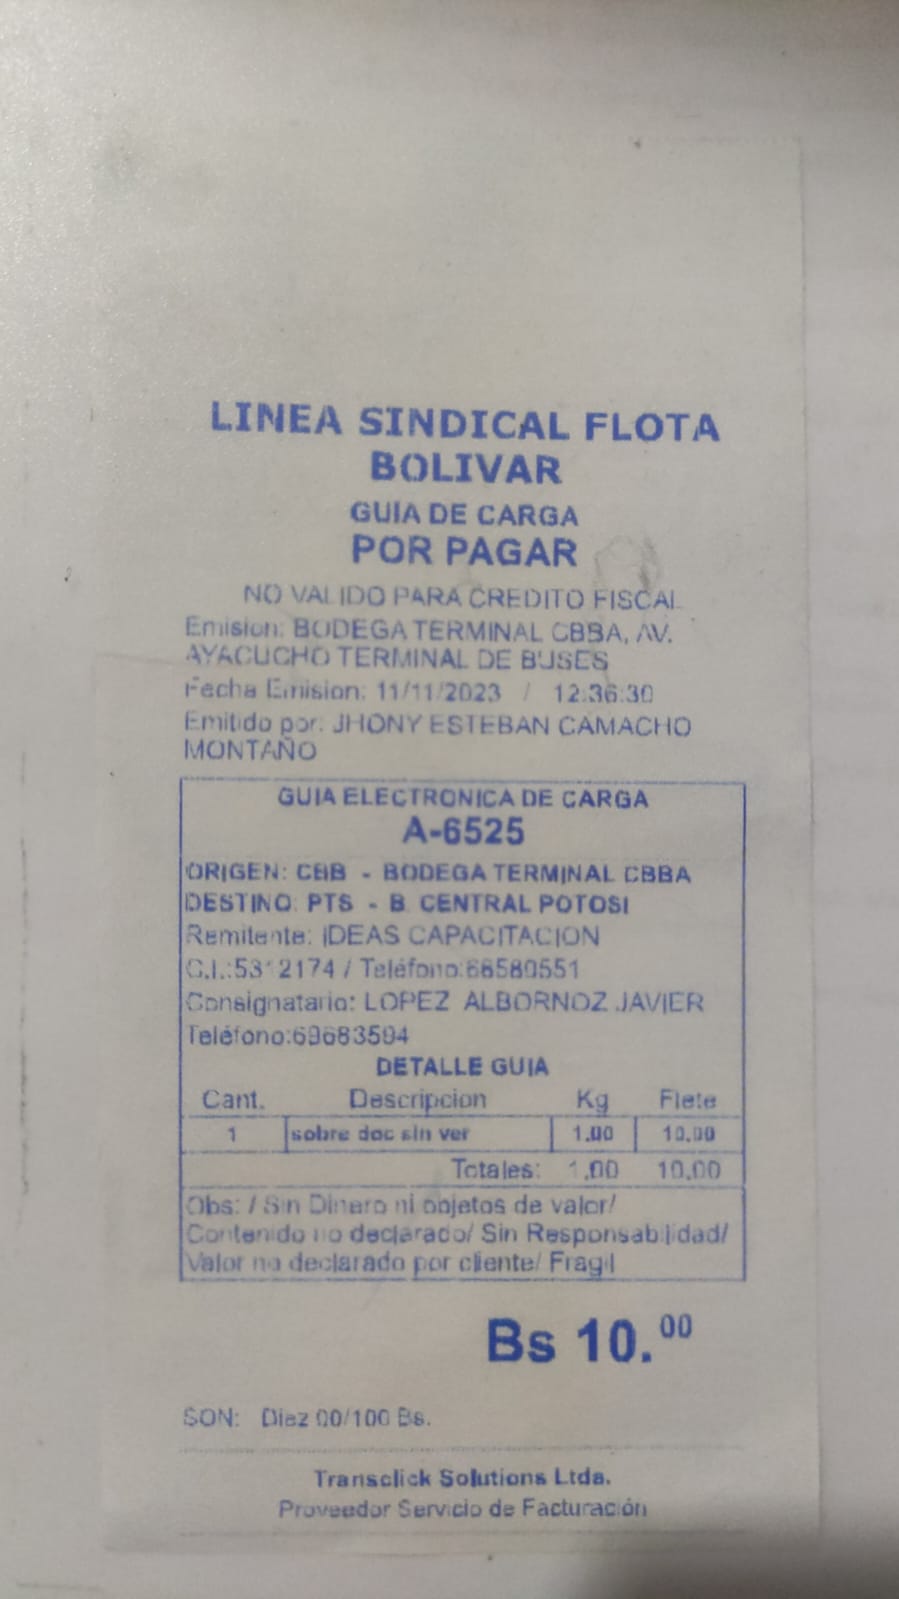 LINEA SINDICAL FLOTA
BOLIVAR
GUIA DE CARGA
POR PAGAR
NO VALIDO PARA CREDITO FISCAL
Emision: BODEGA TERMINAL CBBA, AV.
AYACUCHO TERMINAL DE BUSES
Fecha Emision: 11/11/2023 / 12:36:30
Emitido por: JHONY ESTEBAN CAMACHO
MONTAÑO
GUIA ELECTRONICA DE CARGA
A-6525
ORIGEN: CBB - BODEGA TERMINAL CBBA
DESTINO: PTS - B. CENTRAL POTOSI
Remitente: IDEAS CAPACITACION
C.I.:5312174 / Teléfono:66580551
Consignatario: LOPEZ ALBORNOZ JAVIER
Teléfono:69683594
DETALLE GUIA
Cant. Descripcion Kg Flete
1 sobre doc sin ver 1.00 10.00
Totales: 1.00 10.00
Obs: / Sin Dinero ni objetos de valor/
Contenido no declarado/ Sin Responsabilidad/
Valor no declarado por cliente/ Fragil
Bs 10.00
SON: Diez 00/100 Bs.
Transclick Solutions Ltda.
Proveedor Servicio de Facturación